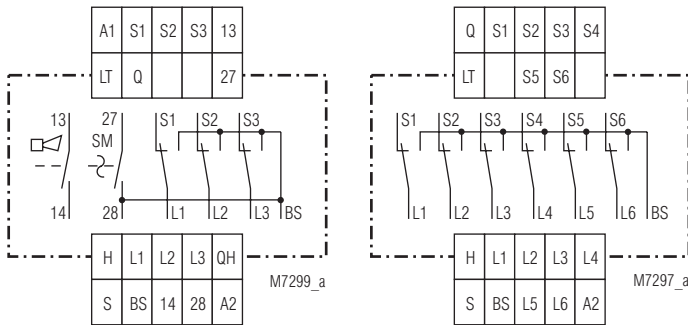 A1 S1 S2 S3 13
LT Q 27
13 27 S1 S2 S3
SM
14 28 L1 L2 L3 BS
H L1 L2 L3 QH
S BS 14 28 A2
M7299_a
Q S1 S2 S3 S4
LT S5 S6
S1 S2 S3 S4 S5 S6
L1 L2 L3 L4 L5 L6 BS
H L1 L2 L3 L4
S BS L5 L6 A2
M7297_a